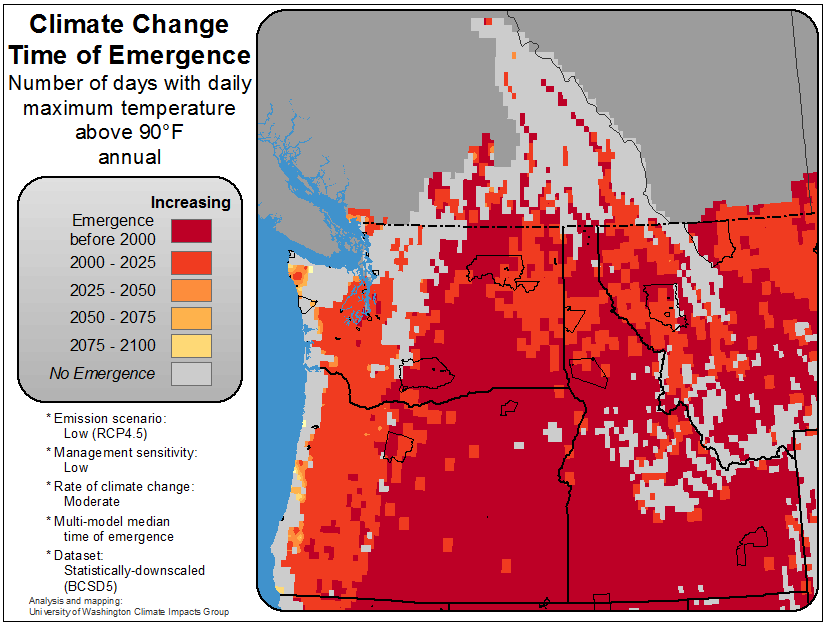 Climate Change
Time of Emergence
Number of days with daily
maximum temperature
above 90°F
annual
Increasing
Emergence
before 2000
2000 - 2025
2025 - 2050
2050 - 2075
2075 - 2100
No Emergence
* Emission scenario:
Low (RCP4.5)
* Management sensitivity:
Low
* Rate of climate change:
Moderate
* Multi-model median
time of emergence
* Dataset:
Statistically-downscaled
(BCSD5)
Analysis and mapping:
University of Washington Climate Impacts Group